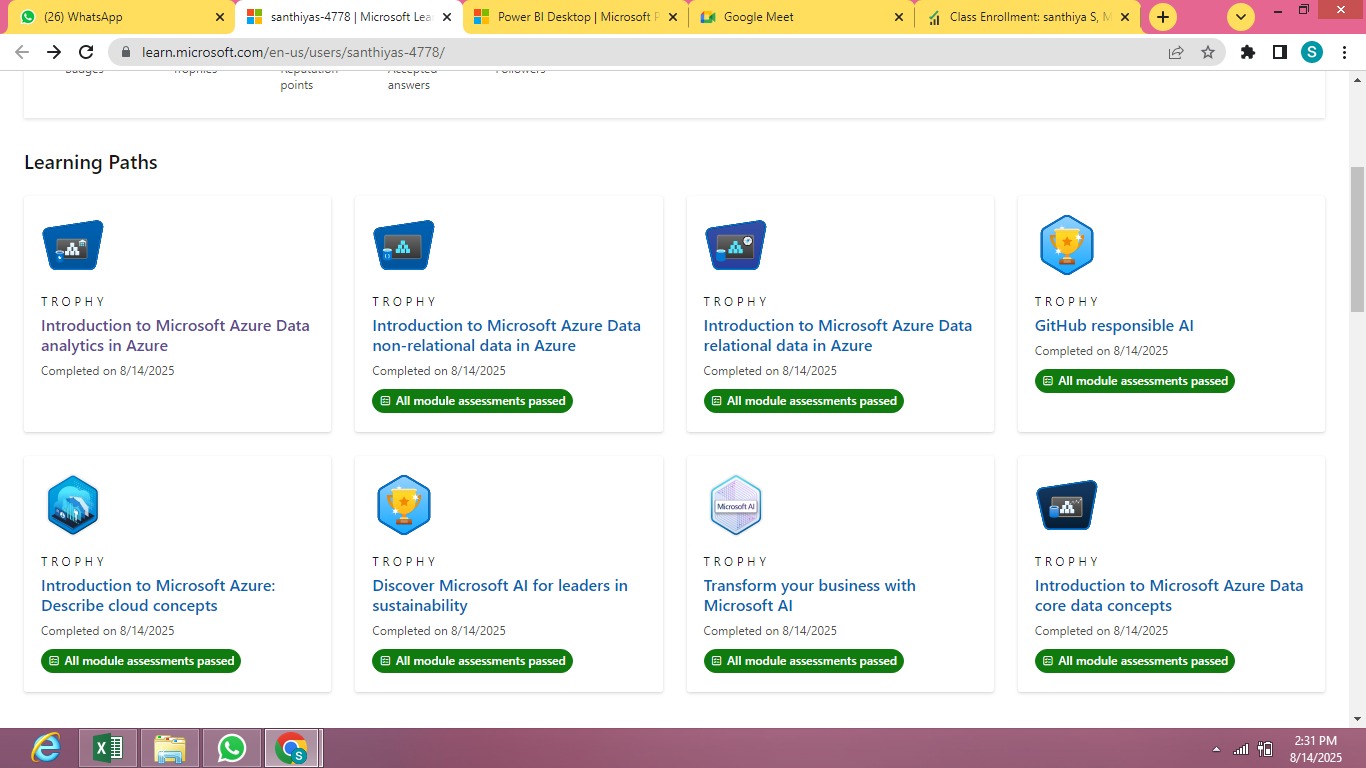 (26) WhatsApp
santhiyas-4778 | Microsoft Lea
Power BI Desktop | Microsoft P
Google Meet
Class Enrollment: santhiya S, M
learn.microsoft.com/en-us/users/santhiyas-4778/
S
badges
Trophies
Reputation
points
Accepted
answers
Followers
Learning Paths
TROPHY
Introduction to Microsoft Azure Data
analytics in Azure
Completed on 8/14/2025
TROPHY
Introduction to Microsoft Azure Data
non-relational data in Azure
Completed on 8/14/2025
All module assessments passed
TROPHY
Introduction to Microsoft Azure Data
relational data in Azure
Completed on 8/14/2025
All module assessments passed
TROPHY
GitHub responsible AI
Completed on 8/14/2025
All module assessments passed
TROPHY
Introduction to Microsoft Azure:
Describe cloud concepts
Completed on 8/14/2025
All module assessments passed
TROPHY
Discover Microsoft AI for leaders in
sustainability
Completed on 8/14/2025
All module assessments passed
Microsoft AI
TROPHY
Transform your business with
Microsoft AI
Completed on 8/14/2025
All module assessments passed
TROPHY
Introduction to Microsoft Azure Data
core data concepts
Completed on 8/14/2025
All module assessments passed
S
2:31 PM
8/14/2025